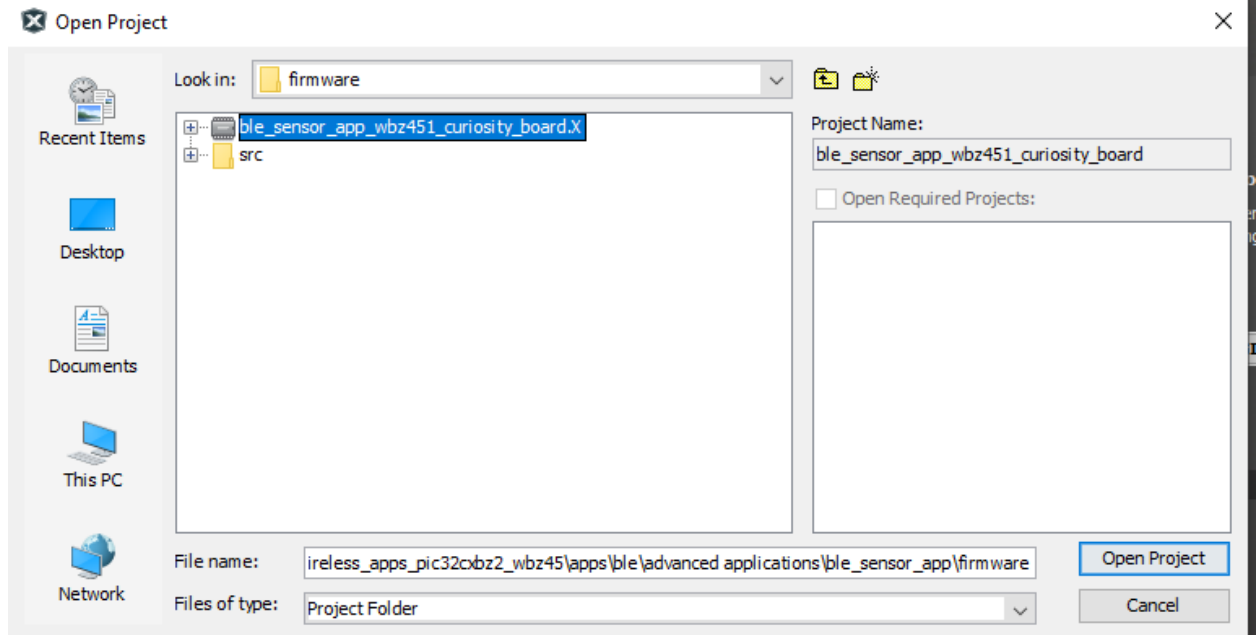 Open Project
Look in: firmware
Recent Items
Desktop
Documents
This PC
Network
ble_sensor_app_wbz451_curiosity_board.X
src
Project Name:
ble_sensor_app_wbz451_curiosity_board
Open Required Projects:
File name: ireless_apps_pic32cxbz2_wbz45\apps\ble\advanced applications\ble_sensor_app\firmware
Open Project
Files of type: Project Folder
Cancel